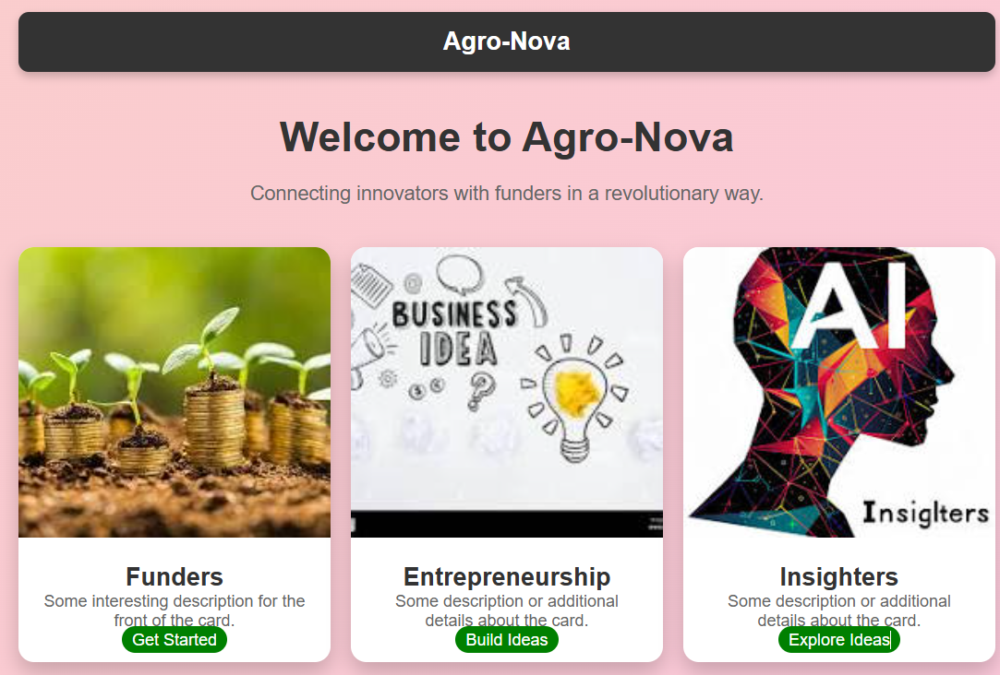 Agro-Nova
Welcome to Agro-Nova
Connecting innovators with funders in a revolutionary way.
BUSINESS
IDEA
AI
Insiglters
Funders
Some interesting description for the
front of the card.
Get Started
Entrepreneurship
Some description or additional
details about the card.
Build Ideas
Insighters
Some description or additional
details about the card.
Explore Ideas